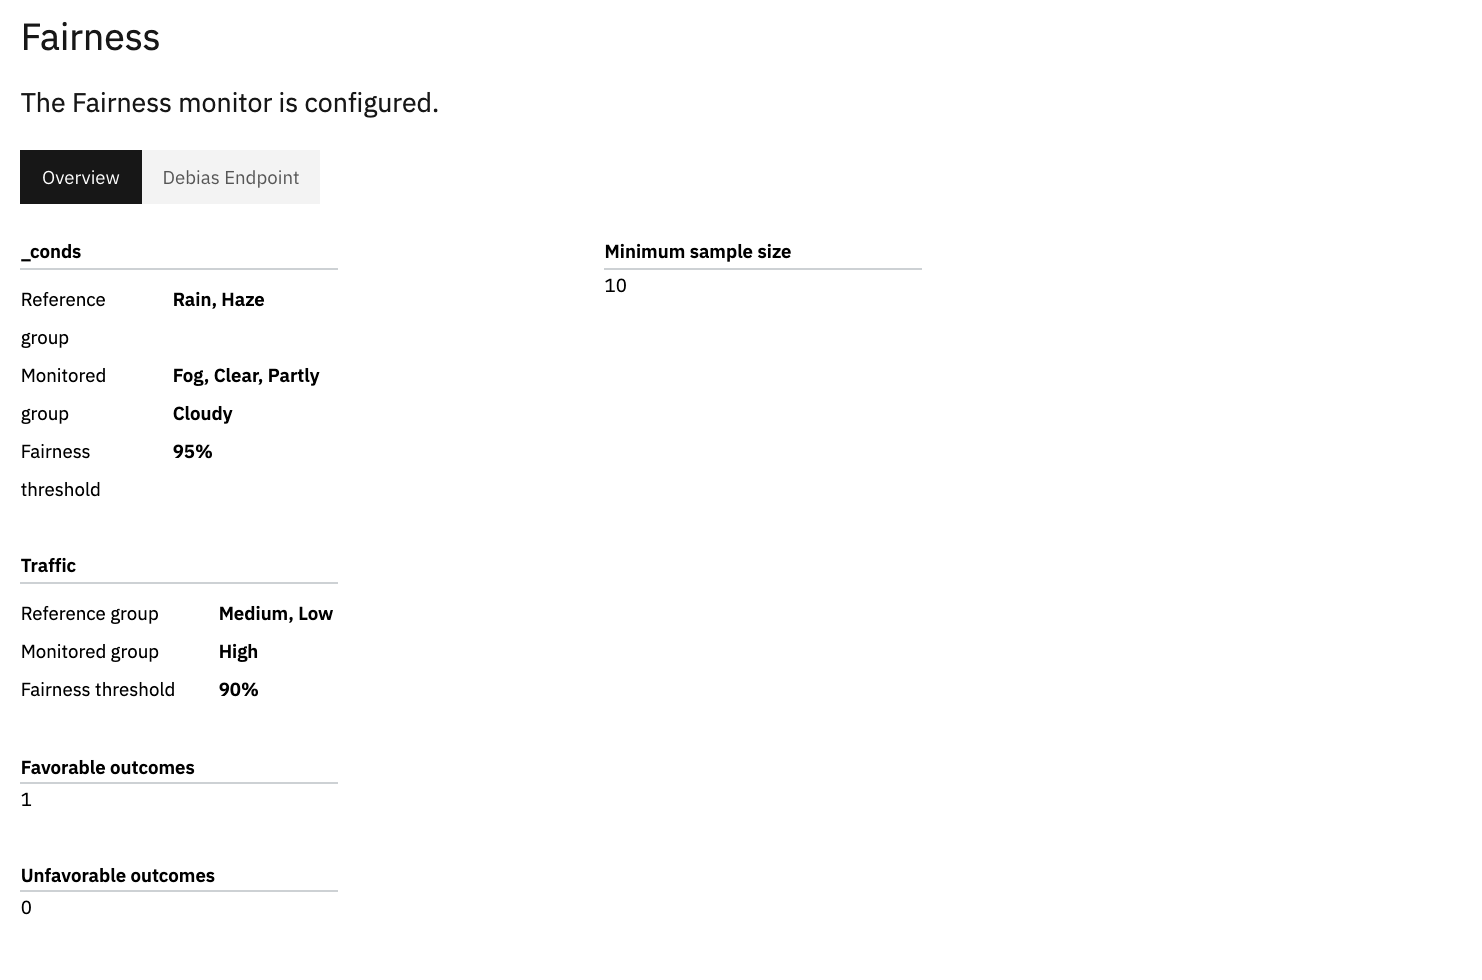 Fairness
The Fairness monitor is configured.
Overview Debias Endpoint
_conds
Reference Rain, Haze
group
Monitored Fog, Clear, Partly
group Cloudy
Fairness 95%
threshold
Traffic
Reference group Medium, Low
Monitored group High
Fairness threshold 90%
Favorable outcomes
1
Unfavorable outcomes
0
Minimum sample size
10